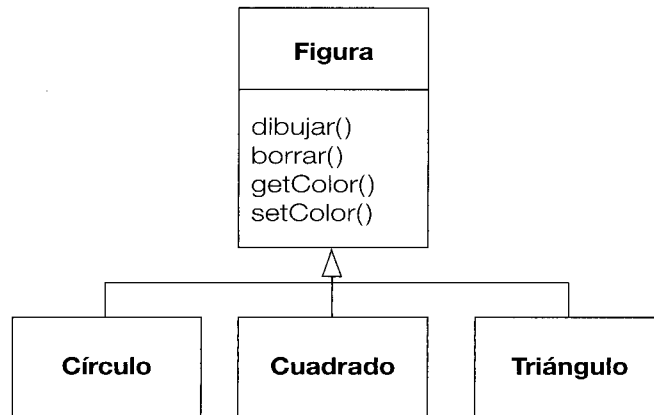 Figura
dibujar()
borrar()
getColor()
setColor()
Círculo
Cuadrado
Triángulo